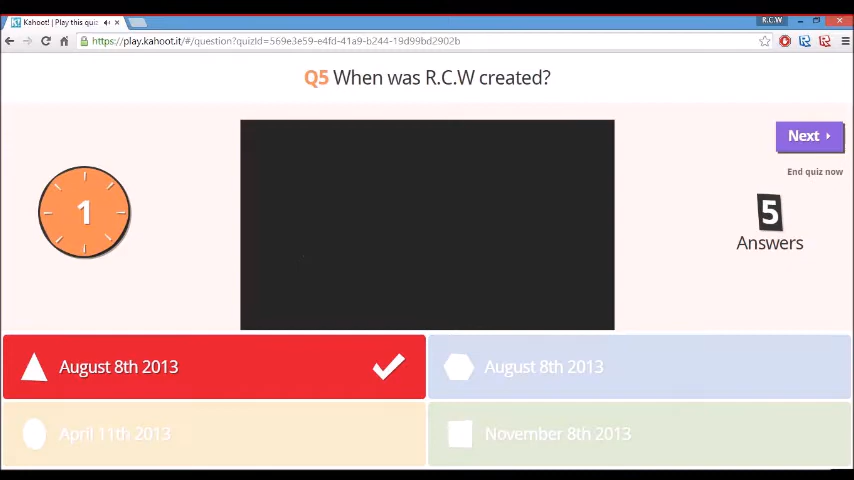 Kahoot! | Play this quiz
R.C.W
https://play.kahoot.it/#/question?quizId=569e3e59-e4fd-41a9-b244-19d99bd2902b
Q5 When was R.C.W created?
Next
End quiz now
1
5
Answers
August 8th 2013
August 8th 2013
April 11th 2013
November 8th 2013